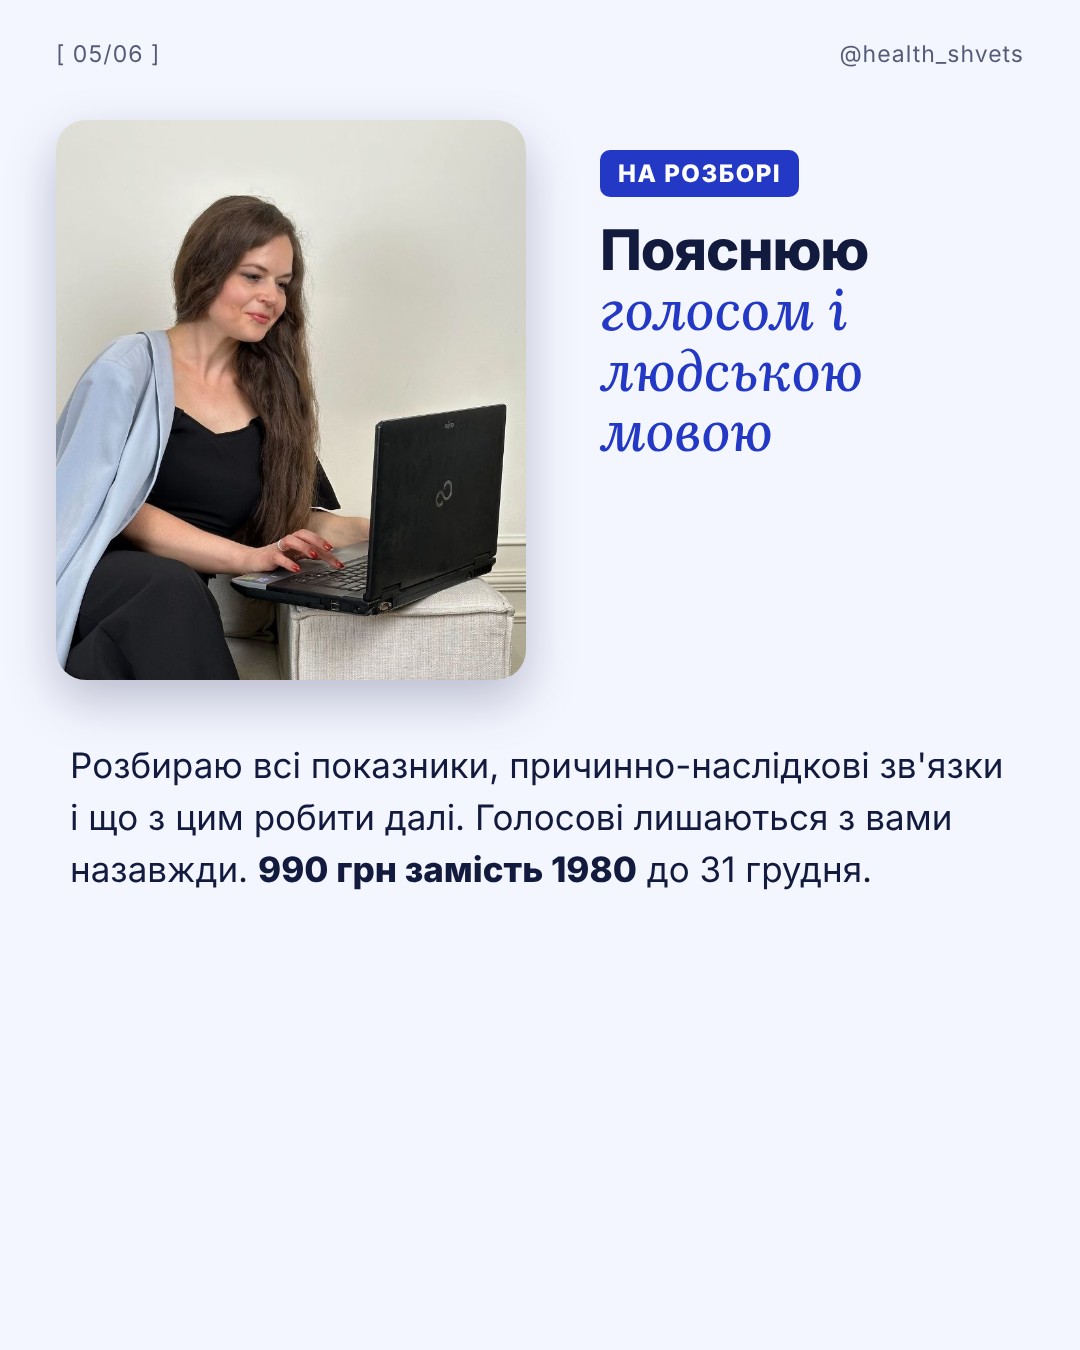 [ 05/06 ]
@health_shvets
НА РОЗБОРІ
Пояснюю
голосом і
людською
мовою
Розбираю всі показники, причинно-наслідкові зв'язки
і що з цим робити далі. Голосові лишаються з вами
назавжди. 990 грн замість 1980 до 31 грудня.